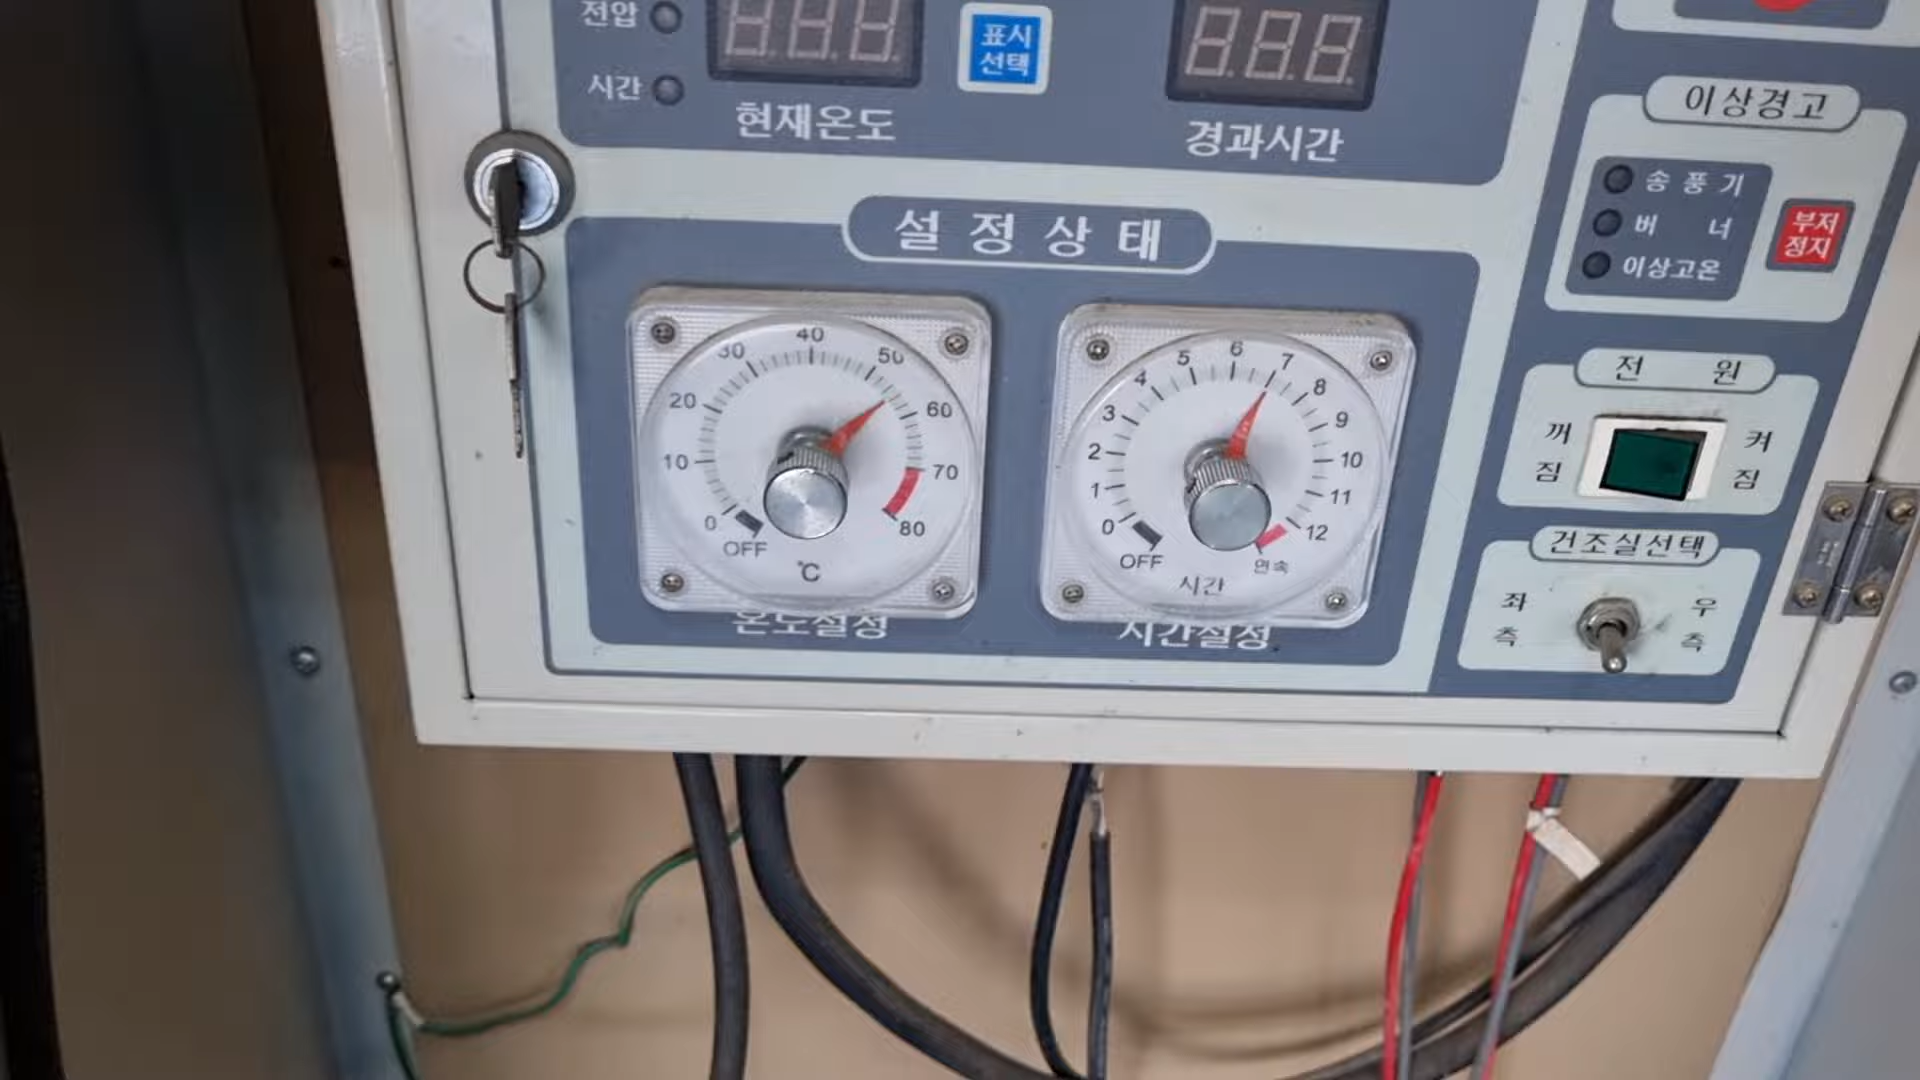 전압
시간
현재온도
표시
선택
경과시간
이상경고
송풍기
버너
이상고온
부저
정지
설정상태
0
10
20
30
40
50
60
70
80
OFF
℃
온도설정
0
1
2
3
4
5
6
7
8
9
10
11
12
OFF
연속
시간
시간설정
전원
꺼짐
켜짐
건조실선택
좌측
우측